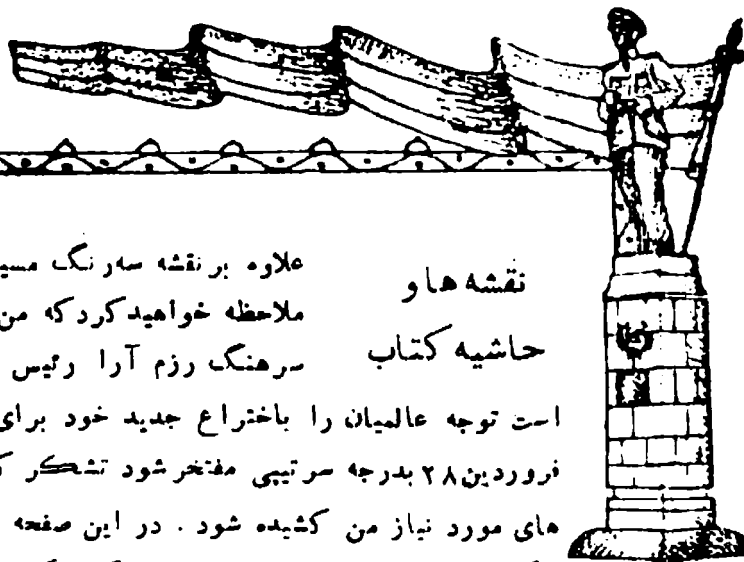 نقشه ها و
حاشیه کتاب
علاوه بر نقشه سه‌رنگ
ملاحظه خواهید کرد که من
سرهنگ رزم آرا رئیس
است توجه عالمیان را باختراع جدید خود برای
فروردین ۲۸ بدرجه سرتیپی مفتخر شود تشکر
های مورد نیاز من کشیده شود . در این صفحه